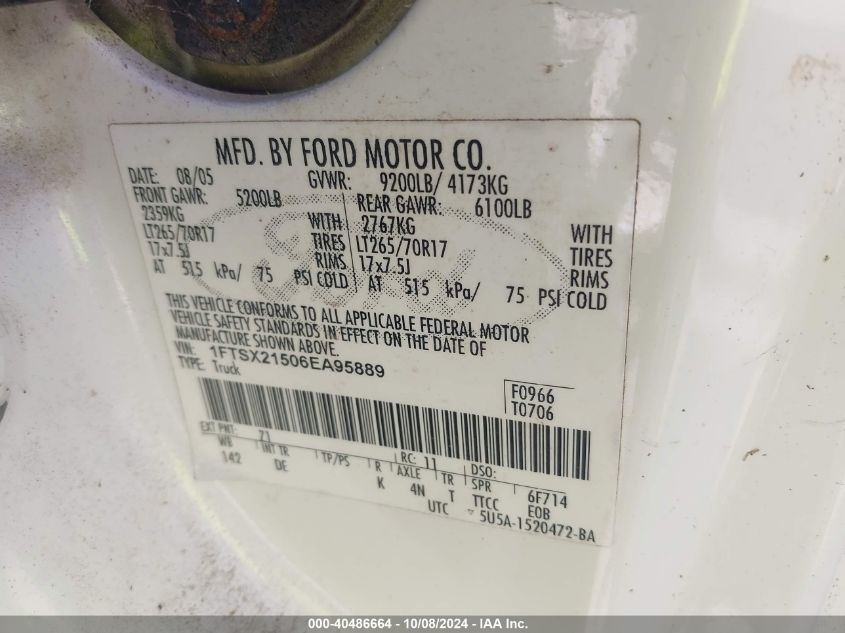 MFD. BY FORD MOTOR CO.
DATE: 08/05 GVWR: 9200LB/ 4173KG
FRONT GAWR: 5200LB REAR GAWR: 6100LB
2359KG WITH 2767KG WITH
LT265/70R17 TIRES LT265/70R17 TIRES
17x7.5J RIMS 17x7.5J RIMS
AT 515 kPa/ 75 PSI COLD AT 515 kPa/ 75 PSI COLD
THIS VEHICLE CONFORMS TO ALL APPLICABLE FEDERAL MOTOR
VEHICLE SAFETY STANDARDS IN EFFECT ON THE DATE OF
MANUFACTURE SHOWN ABOVE.
VIN: 1FTSX21506EA95889
TYPE: Truck
F0966
T0706
EXT PNT: Z1 RC: 11 DSO:
WB INT TR TP/PS R AXLE TR SPR 6F714
142 DE K 4N T TTCC EOB
UTC 5U5A-1520472-BA
000-40486664 - 10/08/2024 - IAA Inc.